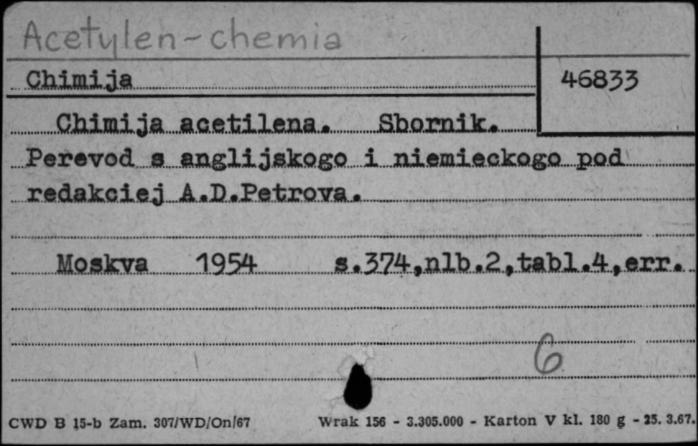 Acetylen-chemia
Chimija
46833
Chimija acetilena. Sbornik.
Perevod s anglijskogo i niemieckogo pod
redakciej A.D.Petrova.
Moskva 1954 s.374,nlb.2,tabl.4,err.
6
CWD B 15-b Zam. 307/WD/On/67 Wrak 156 - 3.305.000 - Karton V kl. 180 g - 25. 3.67.